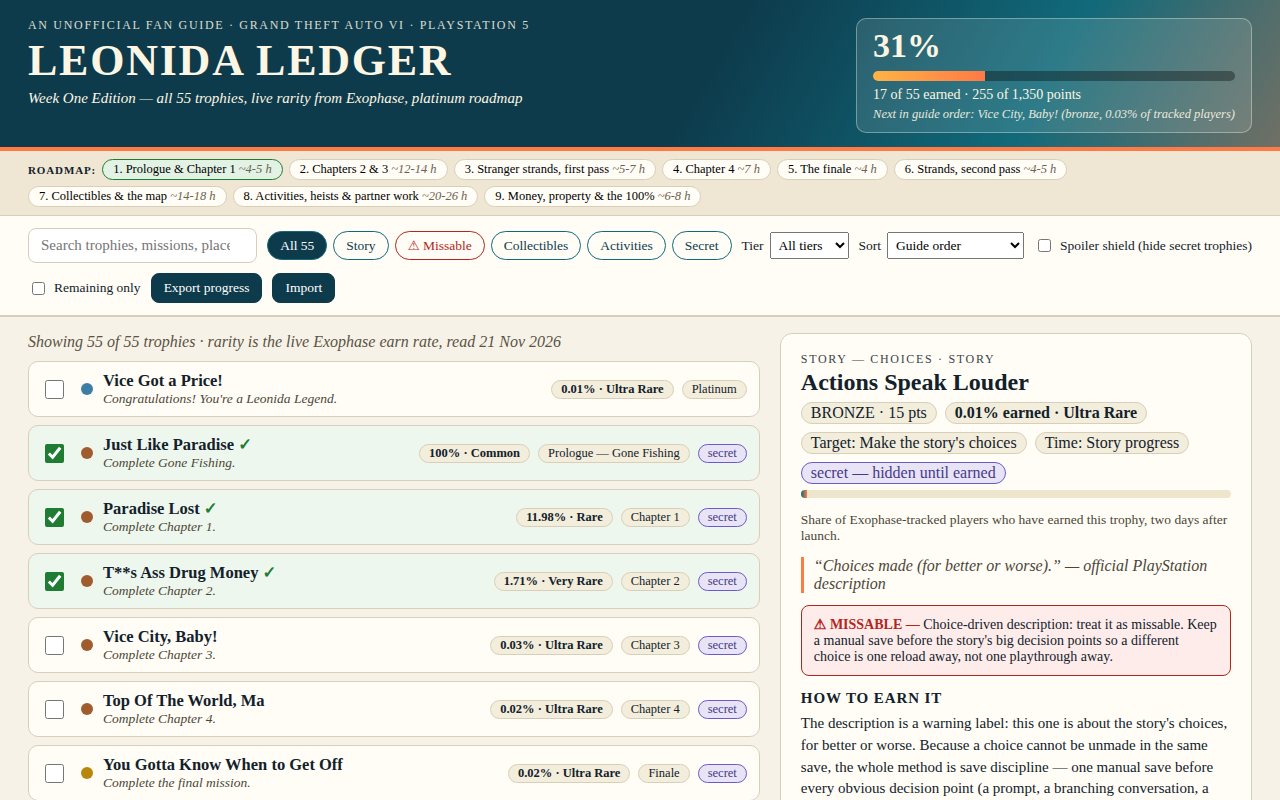 AN UNOFFICIAL FAN GUIDE · GRAND THEFT AUTO VI · PLAYSTATION 5
LEONIDA LEDGER
Week One Edition — all 55 trophies, live rarity from Exophase, platinum roadmap
31%
17 of 55 earned · 255 of 1,350 points
Next in guide order: Vice City, Baby! (bronze, 0.03% of tracked players)
ROADMAP: 1. Prologue & Chapter 1 ~4-5 h 2. Chapters 2 & 3 ~12-14 h 3. Stranger strands, first pass ~5-7 h 4. Chapter 4 ~7 h 5. The finale ~4 h 6. Strands, second pass ~4-5 h
7. Collectibles & the map ~14-18 h 8. Activities, heists & partner work ~20-26 h 9. Money, property & the 100% ~6-8 h
Search trophies, missions, place All 55 Story ⚠ Missable Collectibles Activities Secret Tier All tiers Sort Guide order Spoiler shield (hide secret trophies)
Remaining only Export progress Import
Showing 55 of 55 trophies · rarity is the live Exophase earn rate, read 21 Nov 2026
Vice Got a Price!
Congratulations! You're a Leonida Legend.
0.01% · Ultra Rare Platinum
Just Like Paradise ✓
Complete Gone Fishing.
100% · Common Prologue — Gone Fishing secret
Paradise Lost ✓
Complete Chapter 1.
11.98% · Rare Chapter 1 secret
T**s Ass Drug Money ✓
Complete Chapter 2.
1.71% · Very Rare Chapter 2 secret
Vice City, Baby!
Complete Chapter 3.
0.03% · Ultra Rare Chapter 3 secret
Top Of The World, Ma
Complete Chapter 4.
0.02% · Ultra Rare Chapter 4 secret
You Gotta Know When to Get Off
Complete the final mission.
0.02% · Ultra Rare Finale secret
STORY — CHOICES · STORY
Actions Speak Louder
BRONZE · 15 pts 0.01% earned · Ultra Rare
Target: Make the story's choices Time: Story progress
secret — hidden until earned
Share of Exophase-tracked players who have earned this trophy, two days after
launch.
“Choices made (for better or worse).” — official PlayStation
description
⚠ MISSABLE — Choice-driven description: treat it as missable. Keep
a manual save before the story's big decision points so a different
choice is one reload away, not one playthrough away.
HOW TO EARN IT
The description is a warning label: this one is about the story's choices,
for better or worse. Because a choice cannot be unmade in the same
save, the whole method is save discipline — one manual save before
every obvious decision point (a prompt, a branching conversation, a